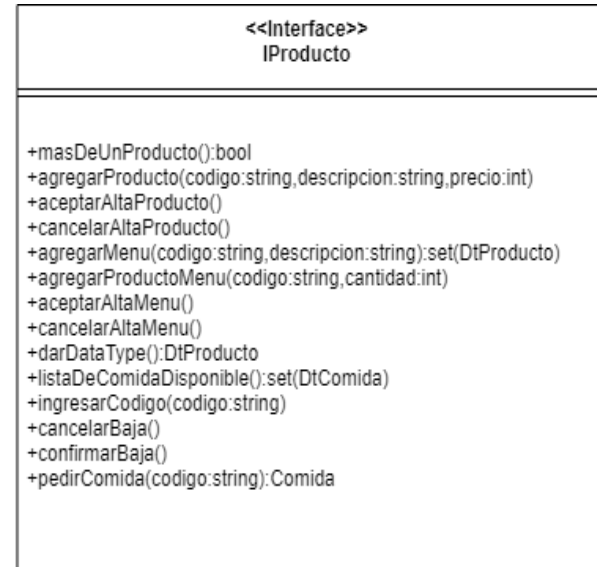 <<Interface>>
IProducto
+masDeUnProducto():bool
+agregarProducto(codigo:string,descripcion:string,precio:int)
+aceptarAltaProducto()
+cancelarAltaProducto()
+agregarMenu(codigo:string,descripcion:string):set(DtProducto)
+agregarProductoMenu(codigo:string,cantidad:int)
+aceptarAltaMenu()
+cancelarAltaMenu()
+darDataType():DtProducto
+listaDeComidaDisponible():set(DtComida)
+ingresarCodigo(codigo:string)
+cancelarBaja()
+confirmarBaja()
+pedirComida(codigo:string):Comida